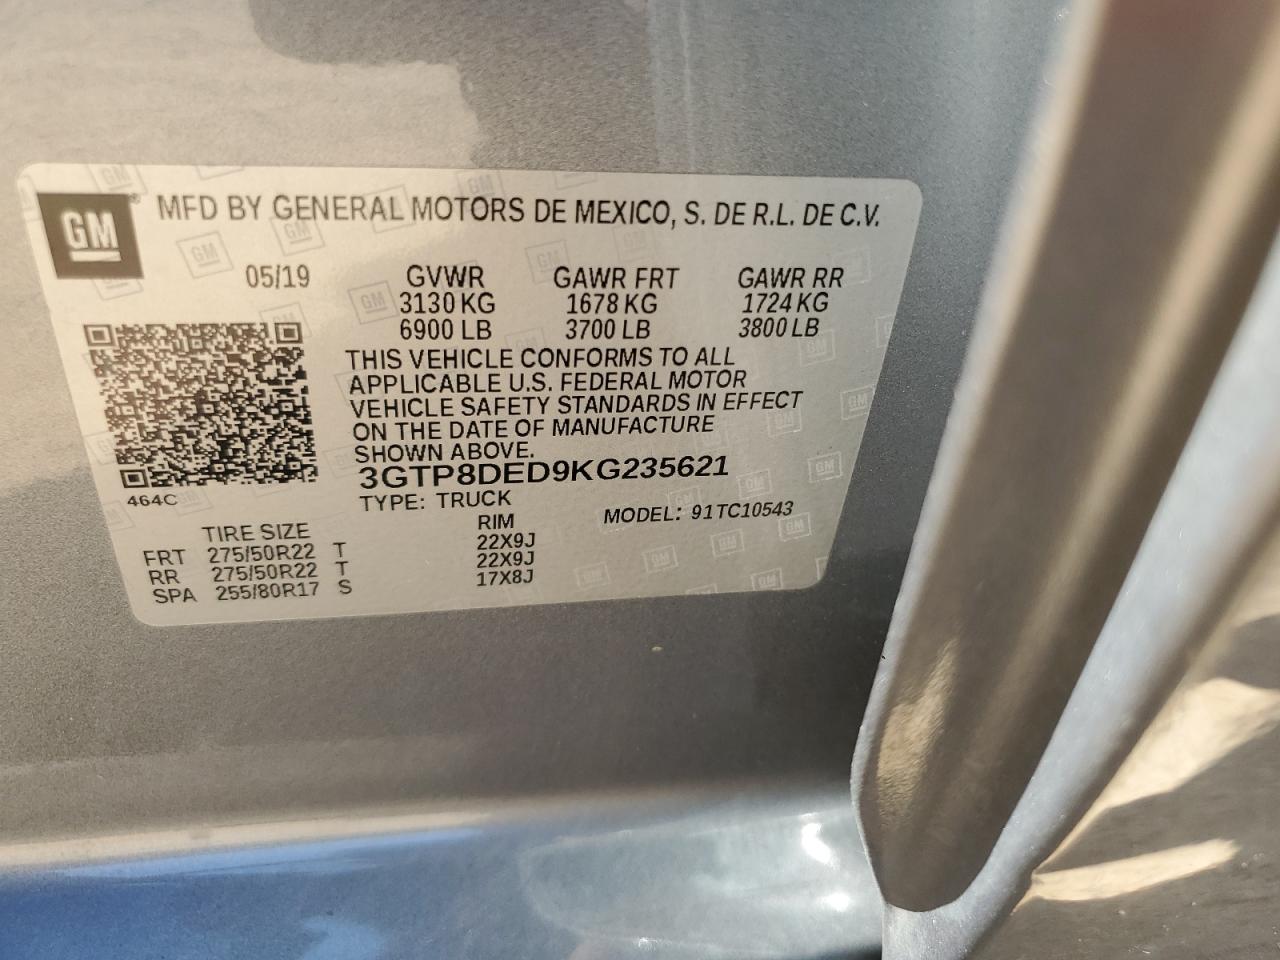 GM® MFD BY GENERAL MOTORS DE MEXICO, S. DE R.L. DE C.V.
05/19 GVWR GAWR FRT GAWR RR
3130 KG 1678 KG 1724 KG
6900 LB 3700 LB 3800 LB
THIS VEHICLE CONFORMS TO ALL
APPLICABLE U.S. FEDERAL MOTOR
VEHICLE SAFETY STANDARDS IN EFFECT
ON THE DATE OF MANUFACTURE
SHOWN ABOVE.
3GTP8DED9KG235621
464C TYPE: TRUCK MODEL: 91TC10543
TIRE SIZE RIM
FRT 275/50R22 T 22X9J
RR 275/50R22 T 22X9J
SPA 255/80R17 S 17X8J